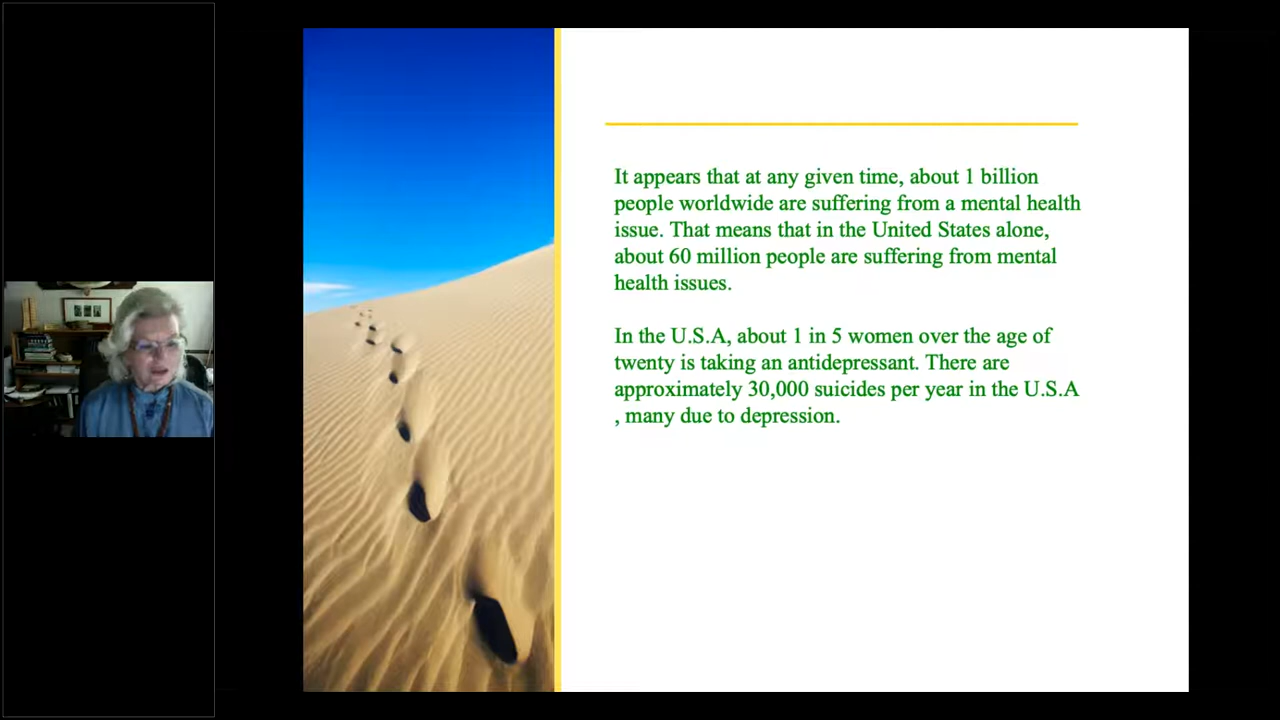 It appears that at any given time, about 1 billion
people worldwide are suffering from a mental health
issue. That means that in the United States alone,
about 60 million people are suffering from mental
health issues.
In the U.S.A, about 1 in 5 women over the age of
twenty is taking an antidepressant. There are
approximately 30,000 suicides per year in the U.S.A
, many due to depression.